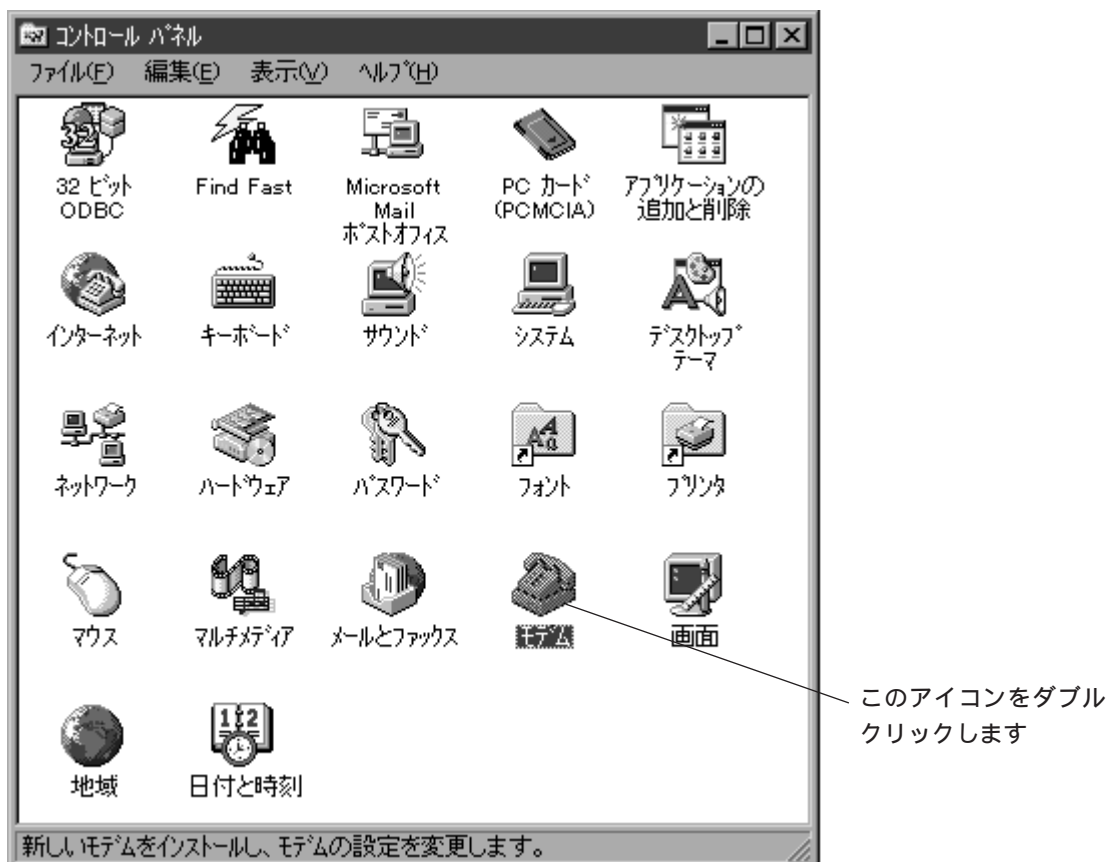 コントロール パネル
ファイル(F) 編集(E) 表示(V) ヘルプ(H)
32 ビット
ODBC
Find Fast
Microsoft
Mail
ポストオフィス
PC カード
(PCMCIA)
アプリケーションの
追加と削除
インターネット
キーボード
サウンド
システム
デスクトップ
テーマ
ネットワーク
ハードウェア
パスワード
フォント
プリンタ
マウス
マルチメディア
メールとファックス
モデム
画面
このアイコンをダブル
クリックします
地域
日付と時刻
新しいモデムをインストールし、モデムの設定を変更します。